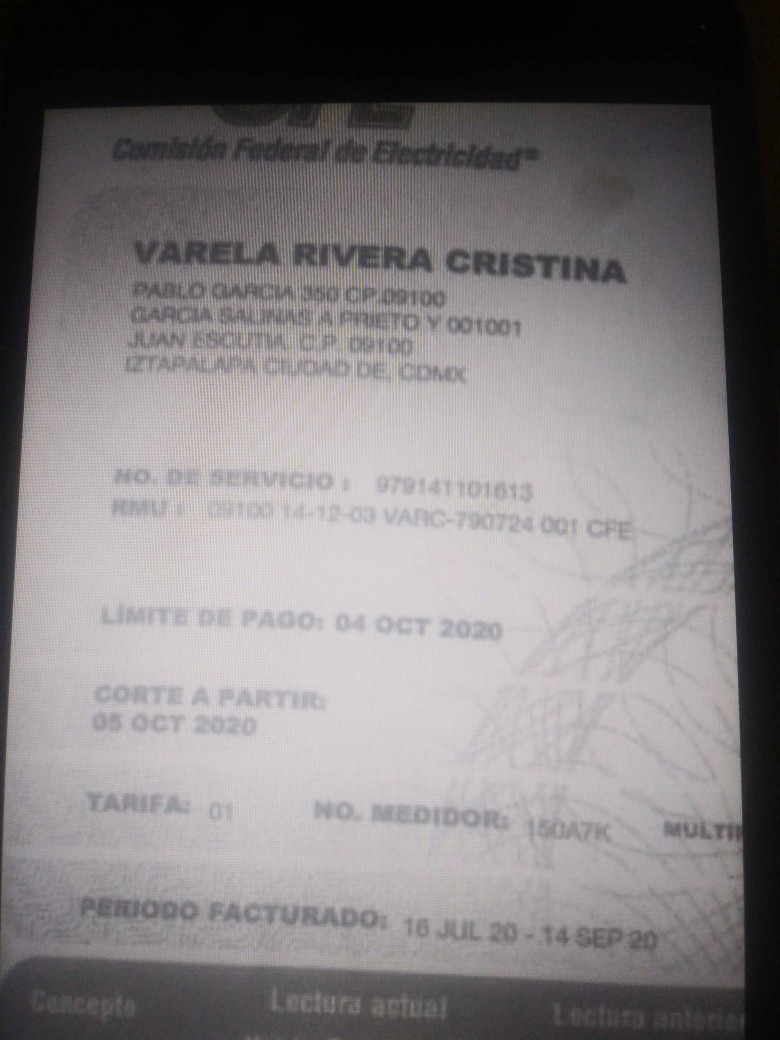 CFE
Comisión Federal de Electricidad®
VARELA RIVERA CRISTINA
PABLO GARCIA 350 CP.09100
GARCIA SALINAS A PRIETO Y 001001
JUAN ESCUTIA, C.P. 09100
IZTAPALAPA CIUDAD DE, CDMX
NO. DE SERVICIO : 979141101613
RMU : 09100 14-12-03 VARC-790724 001 CFE
LÍMITE DE PAGO: 04 OCT 2020
CORTE A PARTIR:
05 OCT 2020
TARIFA: 01 NO. MEDIDOR: 150A7K
PERIODO FACTURADO: 16 JUL 20 - 14 SEP 20
Concepto Lectura actual Lectura anterior